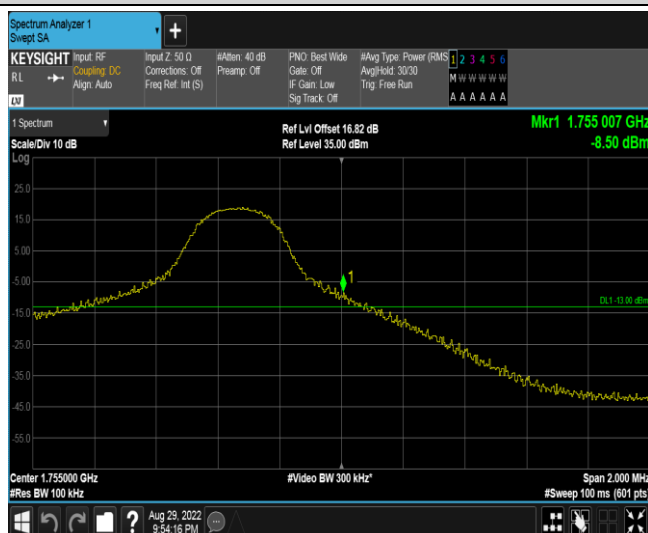 Spectrum Analyzer 1
Swept SA
+
KEYSIGHT
RL
Input: RF
Coupling: DC
Align: Auto
Input Z: 50 Ω
Corrections: Off
Freq Ref: Int (S)
#Atten: 40 dB
Preamp: Off
PNO: Best Wide
Gate: Off
IF Gain: Low
Sig Track: Off
#Avg Type: Power (RMS
Avg|Hold: 30/30
Trig: Free Run
1 2 3 4 5 6
M W W W W W
A A A A A A
LXI
1 Spectrum
Scale/Div 10 dB
Ref Lvl Offset 16.82 dB
Ref Level 35.00 dBm
Mkr1 1.755 007 GHz
-8.50 dBm
Log
25.0
15.0
5.00
-5.00
-15.0
-25.0
-35.0
-45.0
-55.0
1
DL1 -13.00 dBm
Center 1.755000 GHz
#Res BW 100 kHz
#Video BW 300 kHz*
Span 2.000 MHz
#Sweep 100 ms (601 pts)
?
Aug 29, 2022
9:54:16 PM